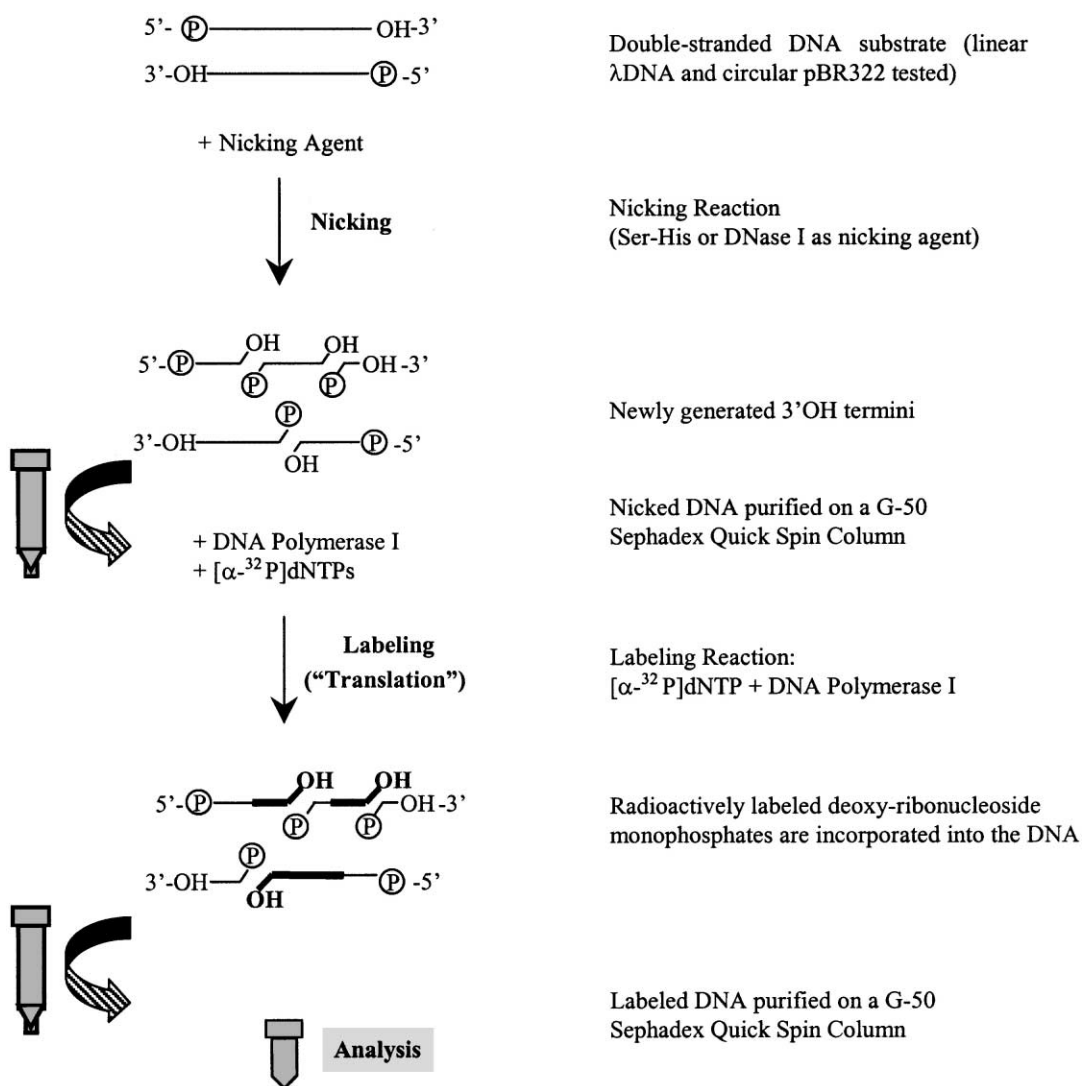 5’- P OH-3’
3’-OH P -5’
Double-stranded DNA substrate (linear
λDNA and circular pBR322 tested)
+ Nicking Agent
Nicking
Nicking Reaction
(Ser-His or DNase I as nicking agent)
OH OH
5’- P OH-3’
P P
P
3’-OH P -5’
OH
Newly generated 3’OH termini
Nicked DNA purified on a G-50
Sephadex Quick Spin Column
+ DNA Polymerase I
+ [α-³²P]dNTPs
Labeling
(“Translation”)
Labeling Reaction:
[α-³²P]dNTP + DNA Polymerase I
OH OH
5’- P OH-3’
P P
P
3’-OH P -5’
OH
Radioactively labeled deoxy-ribonucleoside
monophosphates are incorporated into the DNA
Labeled DNA purified on a G-50
Sephadex Quick Spin Column
Analysis